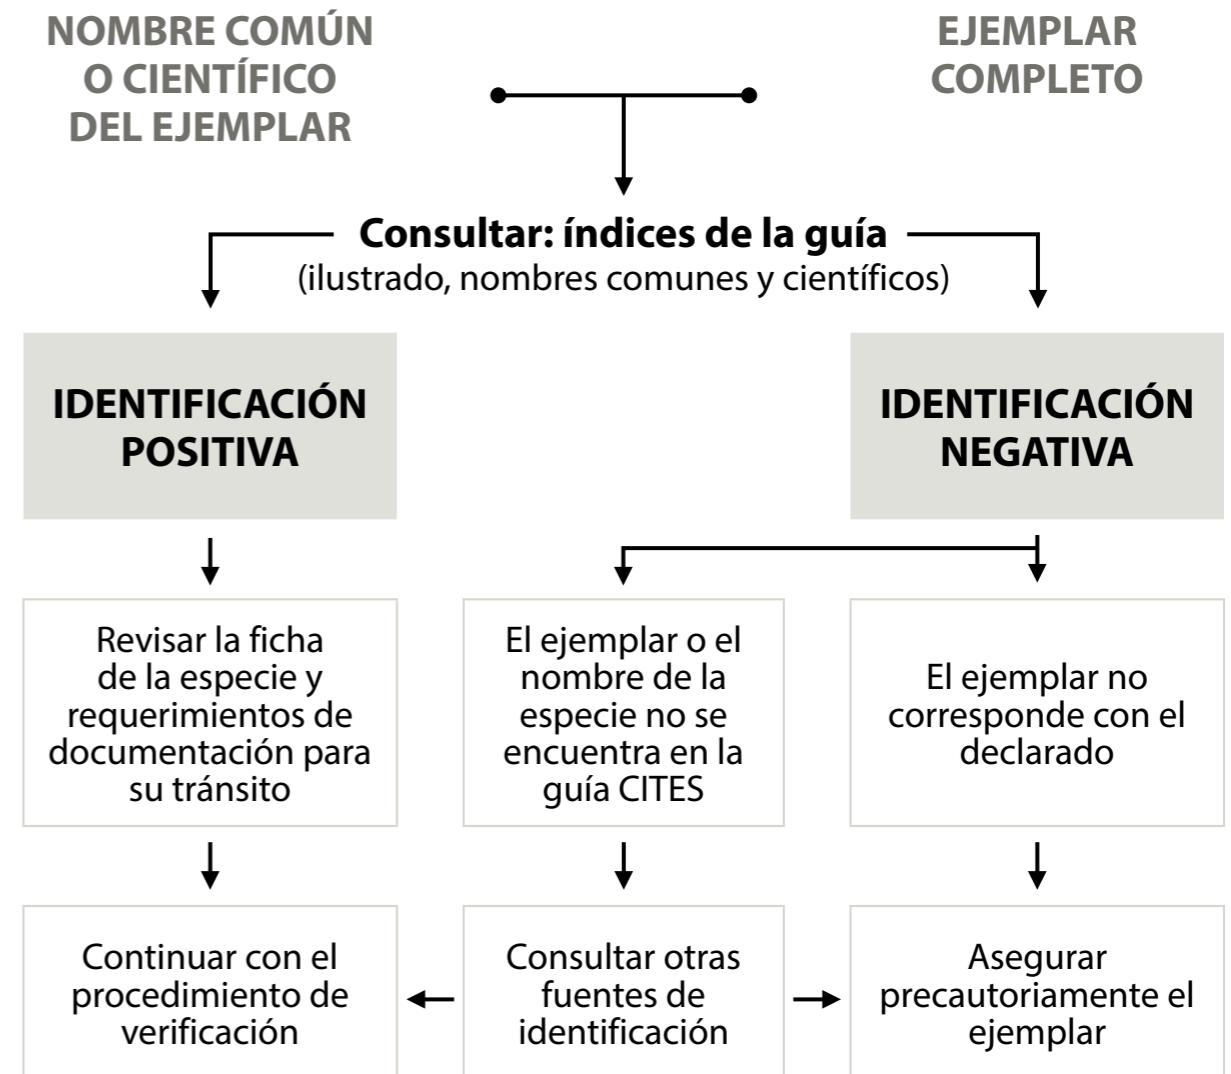 NOMBRE COMÚN
O CIENTÍFICO
DEL EJEMPLAR
EJEMPLAR
COMPLETO
Consultar: índices de la guía
(ilustrado, nombres comunes y científicos)
IDENTIFICACIÓN
POSITIVA
IDENTIFICACIÓN
NEGATIVA
Revisar la ficha
de la especie y
requerimientos de
documentación para
su tránsito
El ejemplar o el
nombre de la
especie no se
encuentra en la
guía CITES
El ejemplar no
corresponde con el
declarado
Continuar con el
procedimiento de
verificación
Consultar otras
fuentes de
identificación
Asegurar
precautoriamente el
ejemplar